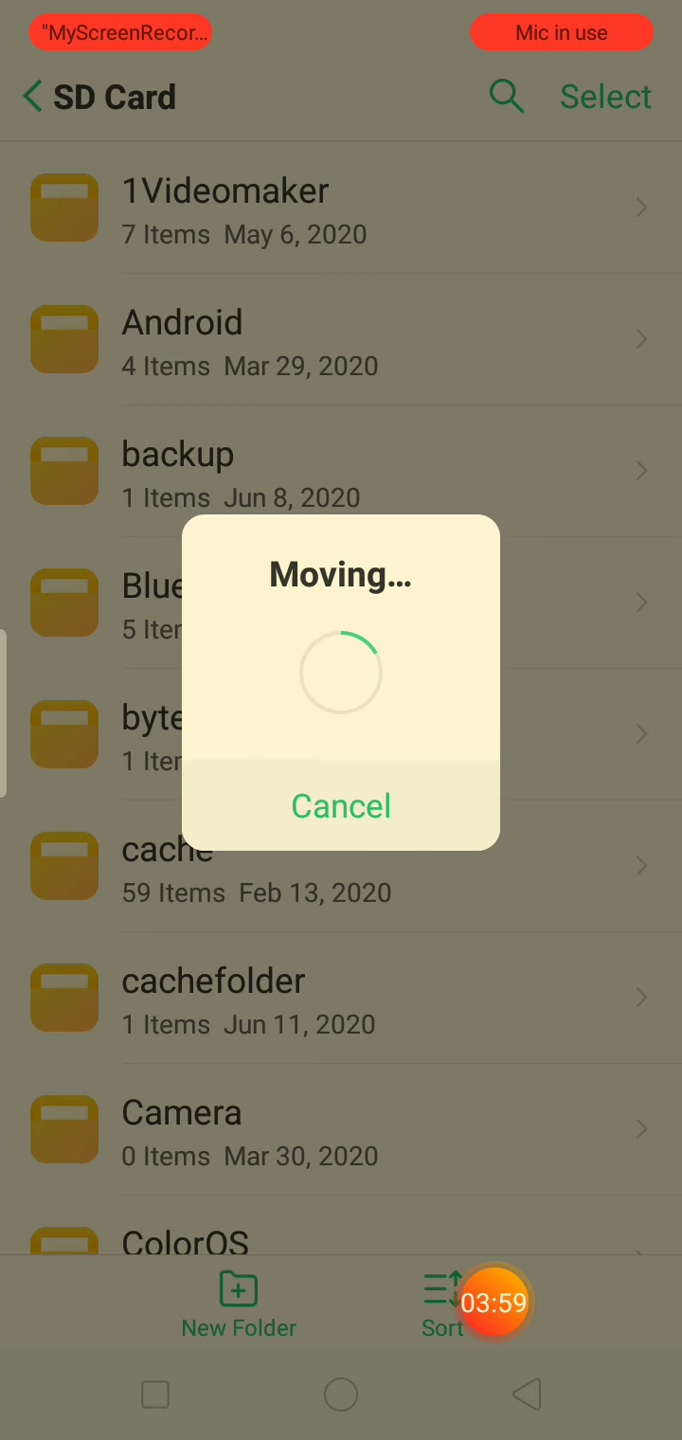 "MyScreenRecor...
Mic in use
SD Card
Select
1Videomaker
7 Items May 6, 2020
Android
4 Items Mar 29, 2020
backup
1 Items Jun 8, 2020
Blue
5 Iter
Moving...
byte
1 Iter
Cancel
cache
59 Items Feb 13, 2020
cachefolder
1 Items Jun 11, 2020
Camera
0 Items Mar 30, 2020
ColorOS
New Folder
Sort
03:59